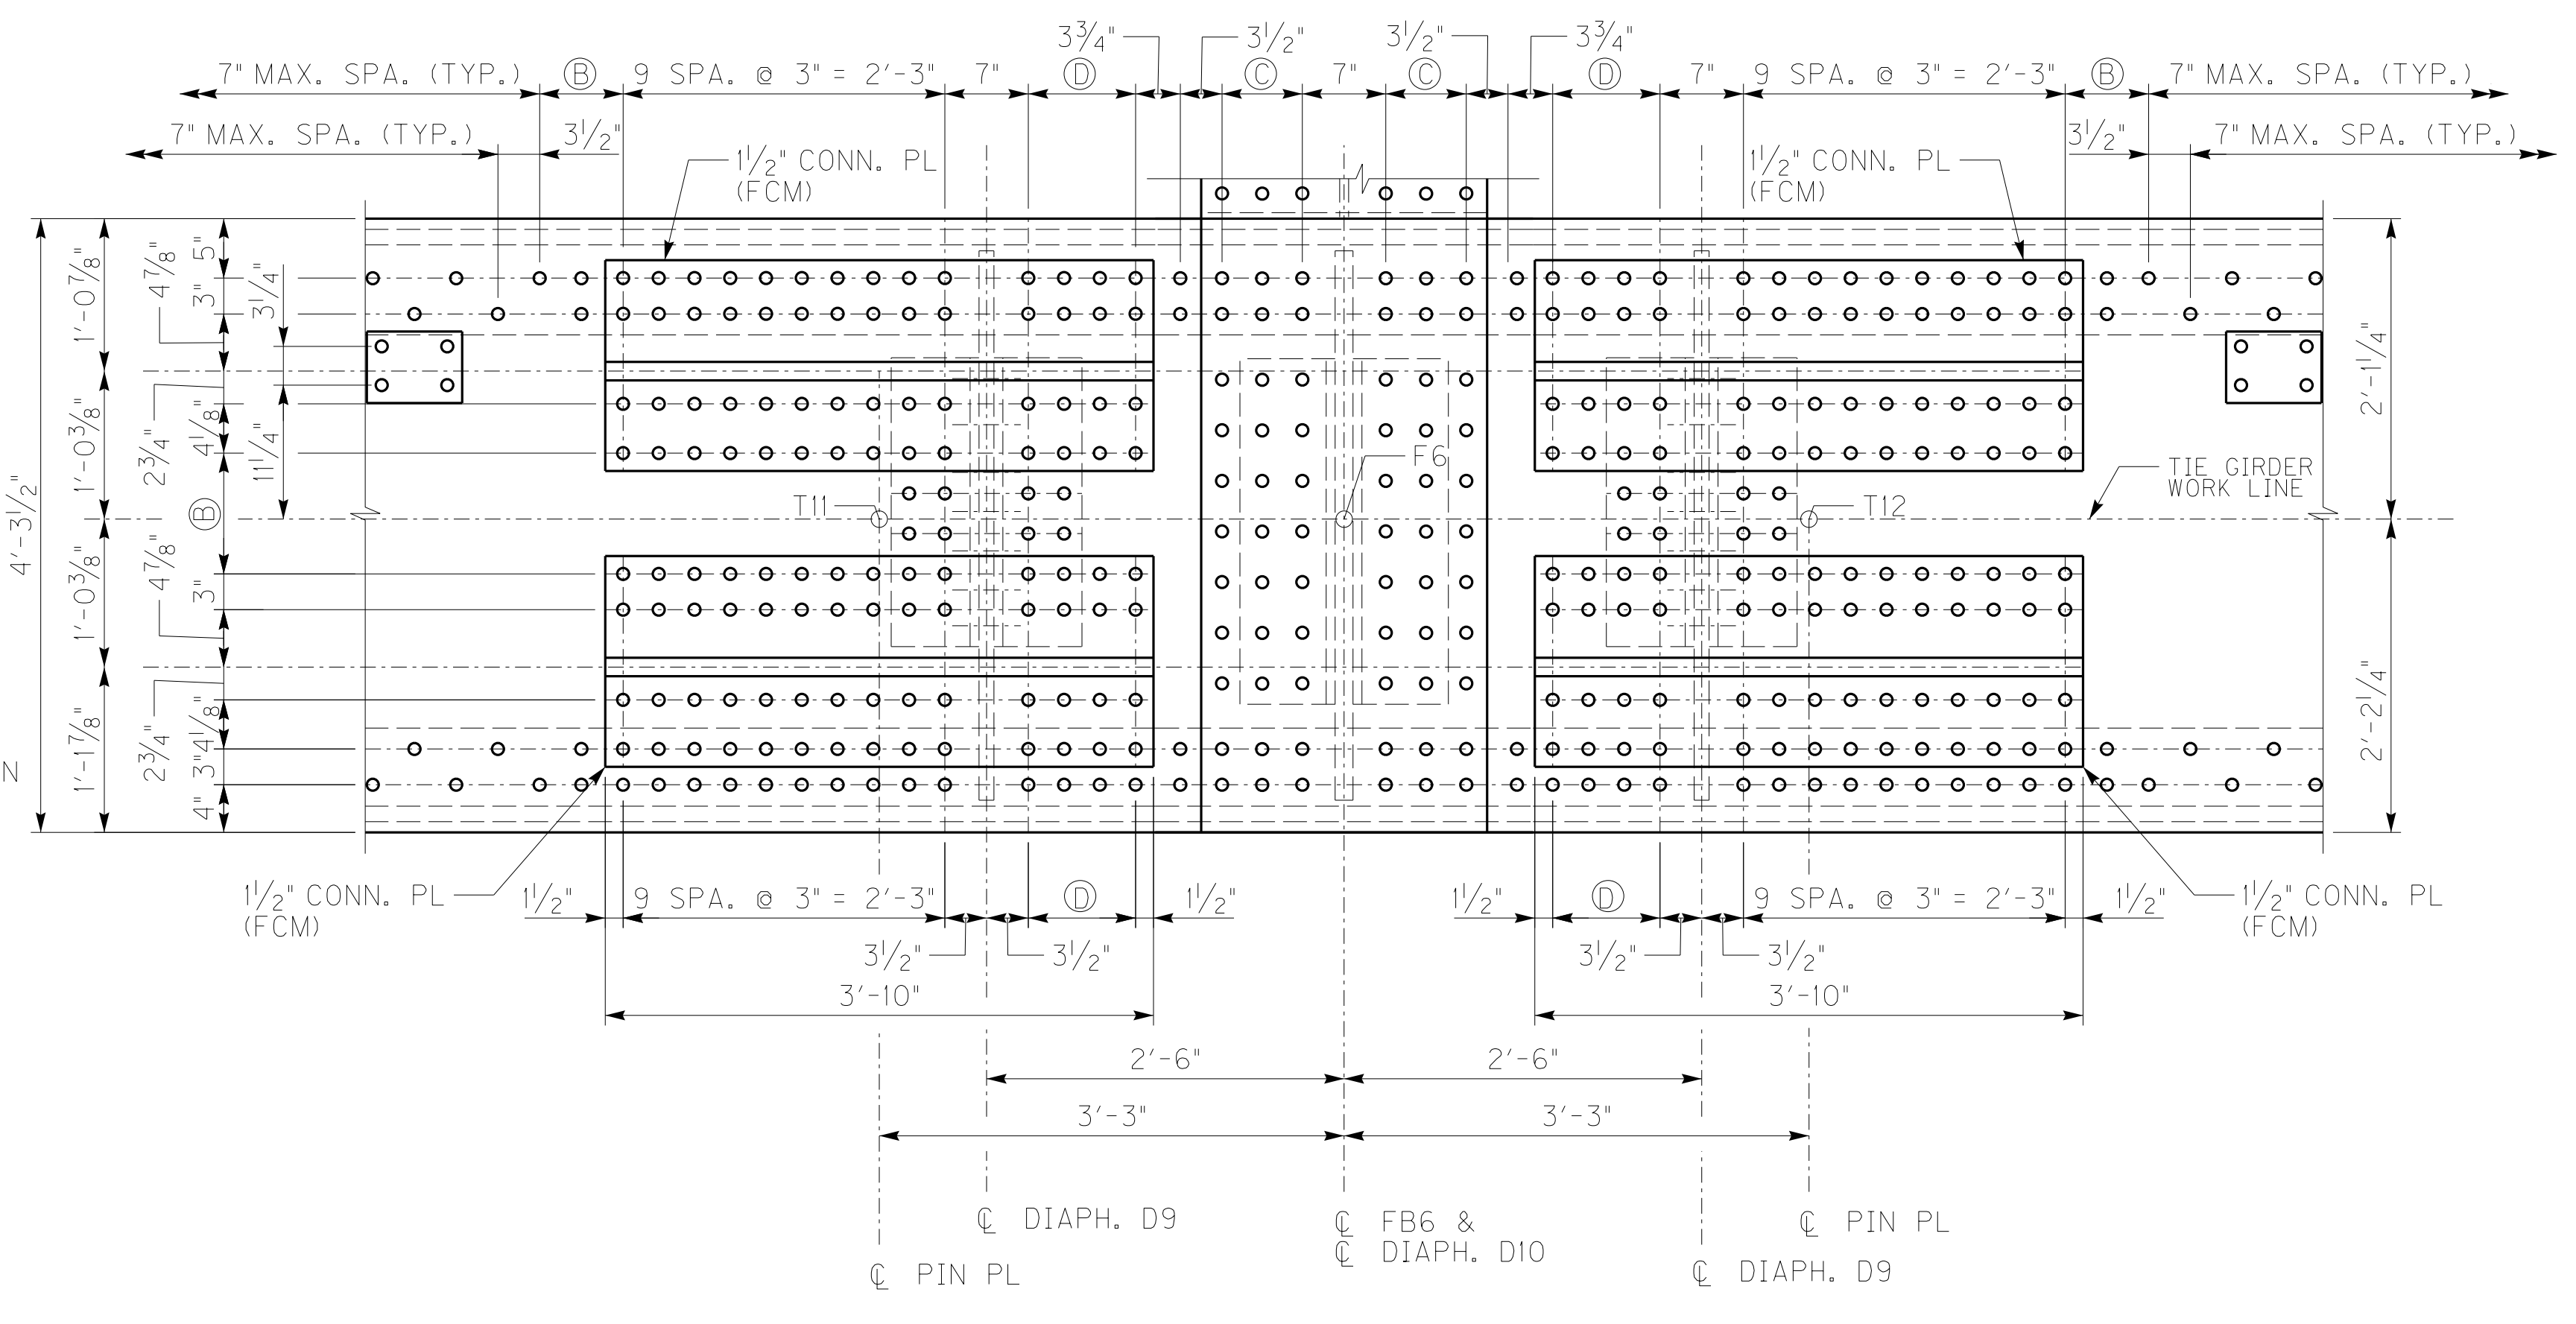 3¾" 3½" 3½" 3¾"
7" MAX. SPA. (TYP.) Ⓑ 9 SPA. @ 3" = 2'-3" 7" Ⓓ Ⓒ 7" Ⓒ Ⓓ 7" 9 SPA. @ 3" = 2'-3" Ⓑ 7" MAX. SPA. (TYP.)
7" MAX. SPA. (TYP.) 3½" 3½" 7" MAX. SPA. (TYP.)
1½" CONN. PL
(FCM)
1½" CONN. PL
(FCM)
4'-3½"
1'-0⅞"
1'-0⅜"
1'-0⅜"
1'-1⅞"
4⅞"
2¾"
4⅞"
2¾"
5"
3"
4⅛"
Ⓑ
3"
4⅛"
3"
4"
3¼"
11¼"
T11
F6
T12
TIE GIRDER
WORK LINE
2'-1¼"
2'-2¼"
Z
1½" CONN. PL
(FCM)
1½" 9 SPA. @ 3" = 2'-3" Ⓓ 1½"
1½" Ⓓ 9 SPA. @ 3" = 2'-3" 1½"
1½" CONN. PL
(FCM)
3½" 3½" 3½" 3½"
3'-10" 3'-10"
2'-6" 2'-6"
3'-3" 3'-3"
℄ DIAPH. D9
℄ FB6 &
℄ DIAPH. D10
℄ PIN PL
℄ PIN PL
℄ DIAPH. D9